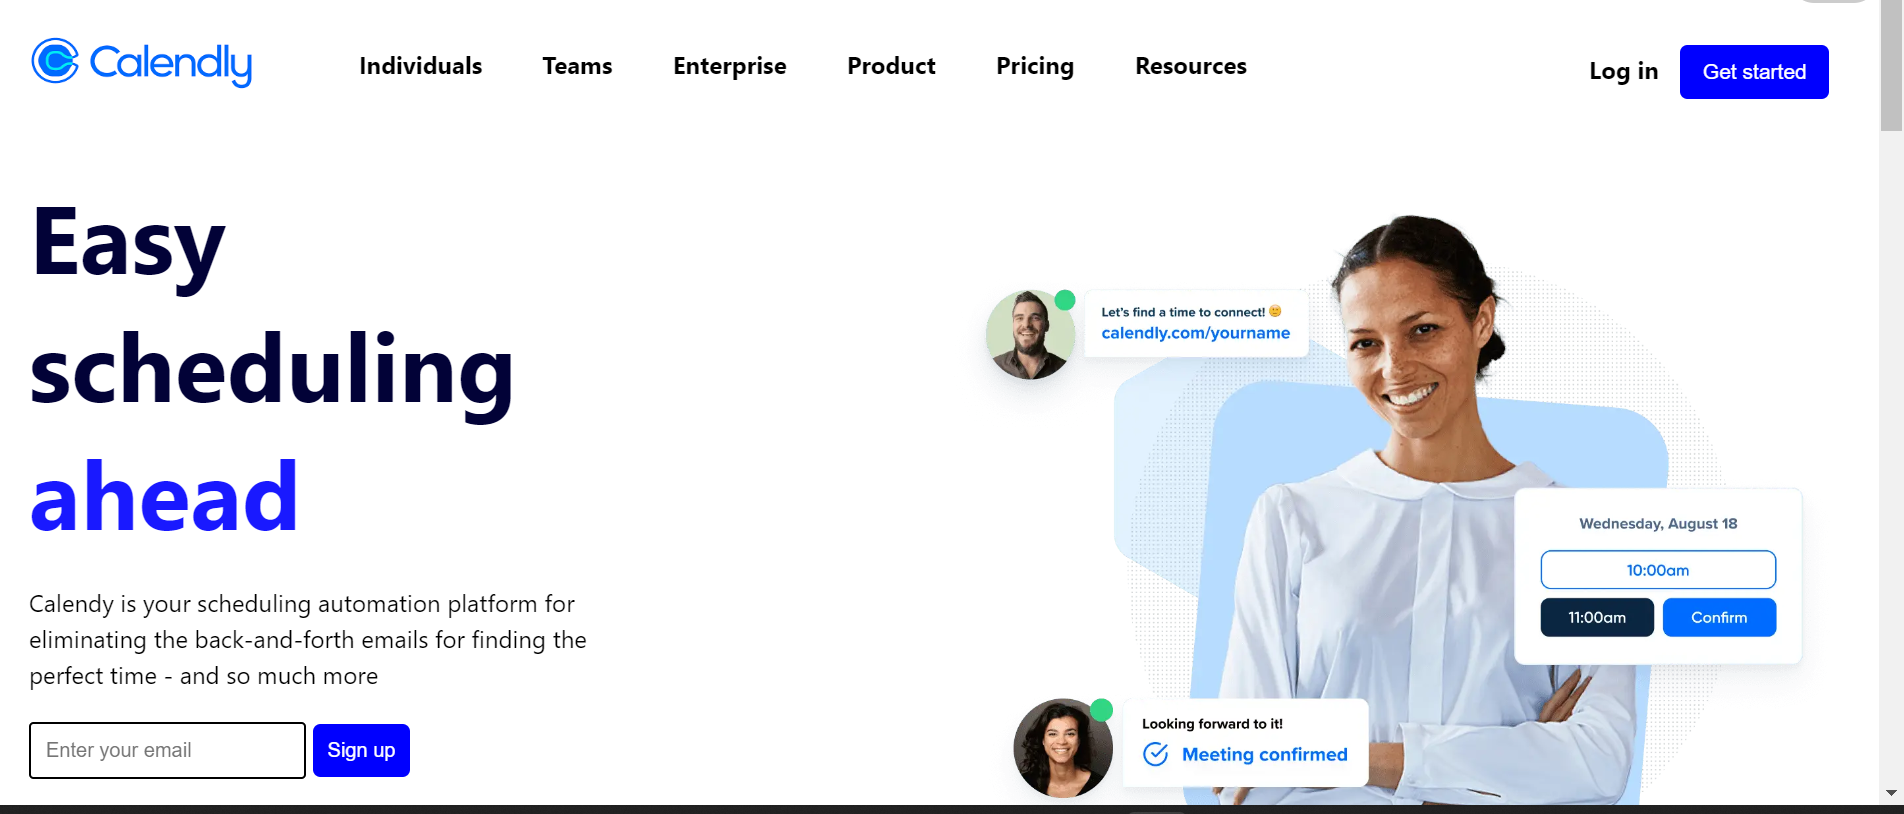 Calendly
Individuals Teams Enterprise Product Pricing Resources Log in Get started
Easy
scheduling
ahead
Calendy is your scheduling automation platform for
eliminating the back-and-forth emails for finding the
perfect time - and so much more
Enter your email Sign up
Let's find a time to connect! 🙂
calendly.com/yourname
Wednesday, August 18
10:00am
11:00am Confirm
Looking forward to it!
Meeting confirmed